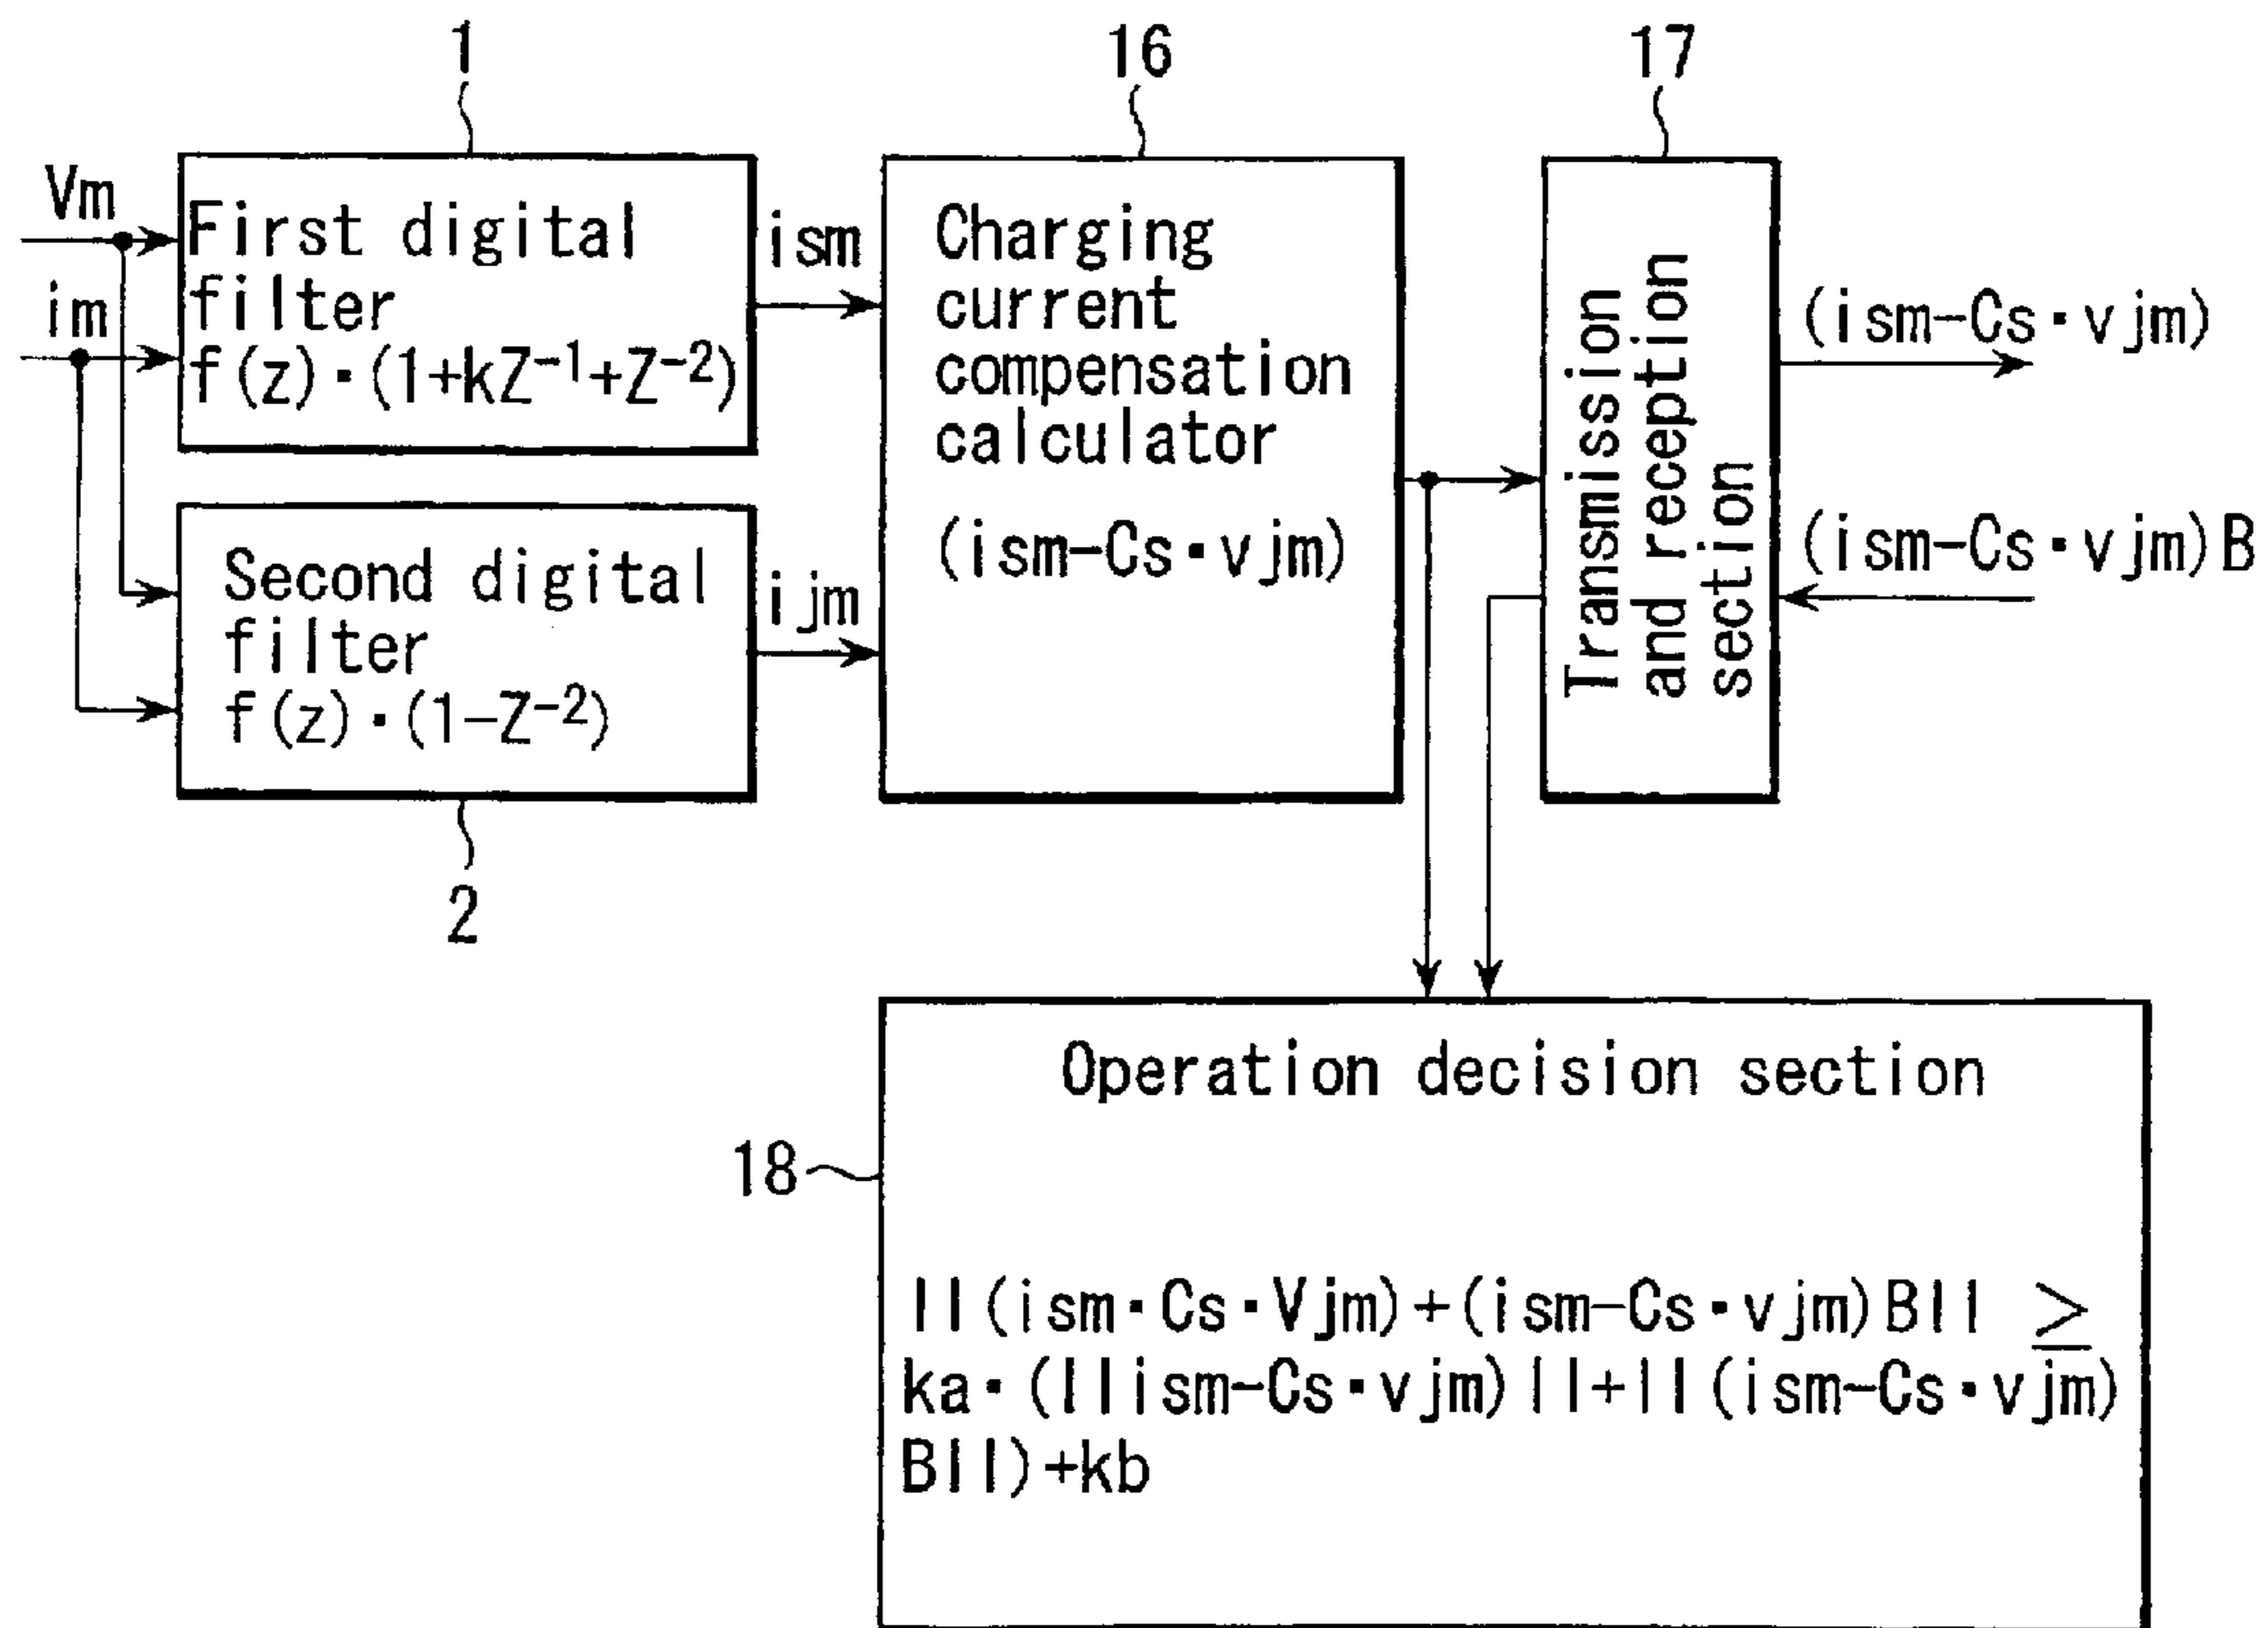 1
16
17
Vm
im
First digital
filter
f(z)·(1+kZ⁻¹+Z⁻²)
ism
Second digital
filter
f(z)·(1-Z⁻²)
ijm
2
Charging
current
compensation
calculator
(ism-Cs·vjm)
Transmission
and reception
section
(ism-Cs·vjm)
(ism-Cs·vjm)B
18
Operation decision section
||(ism·Cs·Vjm)+(ism-Cs·vjm)B|| ≥
ka·(||ism-Cs·vjm)||+||(ism-Cs·vjm)
B||)+kb